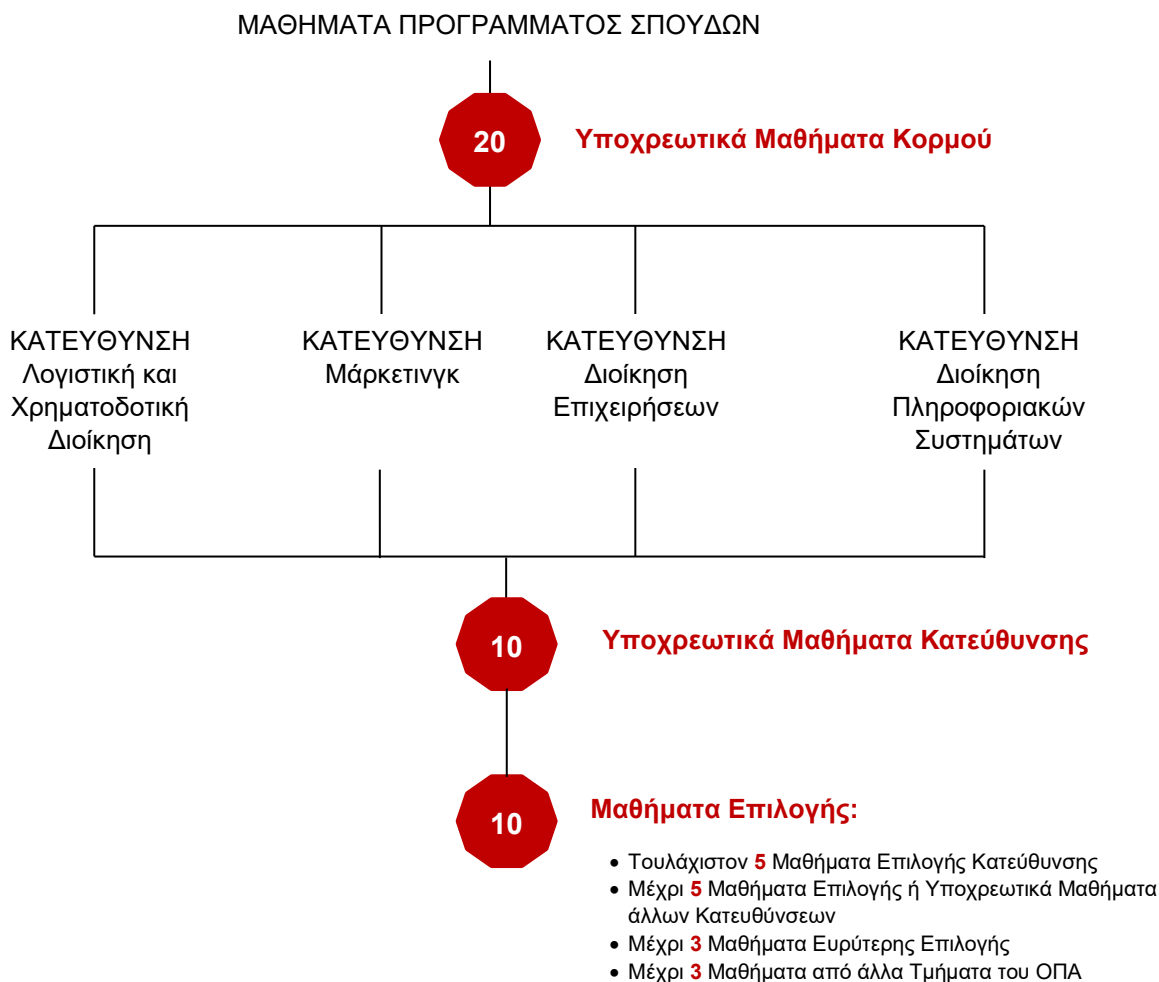 ΜΑΘΗΜΑΤΑ ΠΡΟΓΡΑΜΜΑΤΟΣ ΣΠΟΥΔΩΝ
20
Υποχρεωτικά Μαθήματα Κορμού
ΚΑΤΕΥΘΥΝΣΗ
Λογιστική και
Χρηματοδοτική
Διοίκηση
ΚΑΤΕΥΘΥΝΣΗ
Μάρκετινγκ
ΚΑΤΕΥΘΥΝΣΗ
Διοίκηση
Επιχειρήσεων
ΚΑΤΕΥΘΥΝΣΗ
Διοίκηση
Πληροφοριακών
Συστημάτων
10
Υποχρεωτικά Μαθήματα Κατεύθυνσης
10
Μαθήματα Επιλογής:
• Τουλάχιστον 5 Μαθήματα Επιλογής Κατεύθυνσης
• Μέχρι 5 Μαθήματα Επιλογής ή Υποχρεωτικά Μαθήματα
άλλων Κατευθύνσεων
• Μέχρι 3 Μαθήματα Ευρύτερης Επιλογής
• Μέχρι 3 Μαθήματα από άλλα Τμήματα του ΟΠΑ